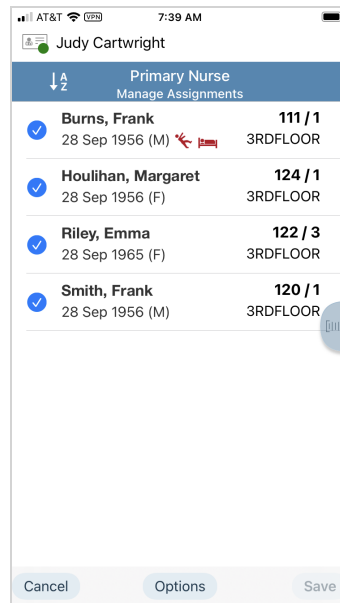 AT&T VPN 7:39 AM
Judy Cartwright
A
Z
Primary Nurse
Manage Assignments
Burns, Frank 111 / 1
28 Sep 1956 (M) 3RDFLOOR
Houlihan, Margaret 124 / 1
28 Sep 1956 (F) 3RDFLOOR
Riley, Emma 122 / 3
28 Sep 1965 (F) 3RDFLOOR
Smith, Frank 120 / 1
28 Sep 1956 (M) 3RDFLOOR
Cancel Options Save